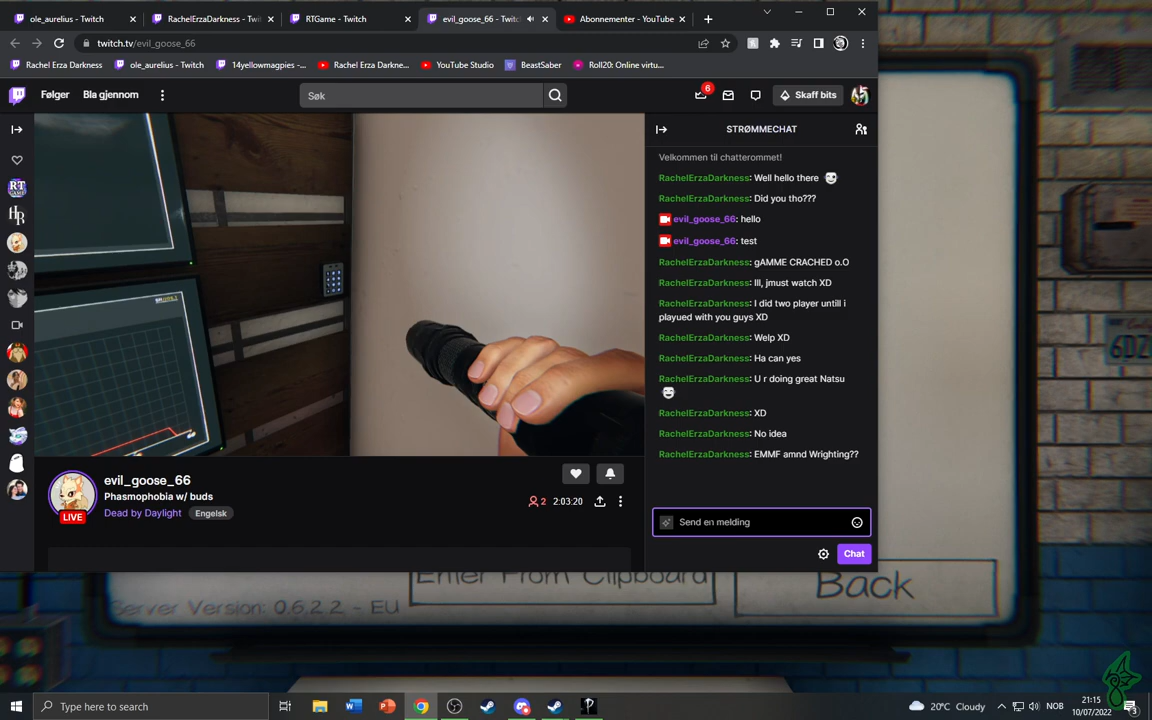 ole_aurelius - Twitch
RachelErzaDarkness - Twi
RTGame - Twitch
evil_goose_66 - Twitc
Abonnementer - YouTube
twitch.tv/evil_goose_66
Rachel Erza Darkness
ole_aurelius - Twitch
14yellowmagpies -...
Rachel Erza Darkne...
YouTube Studio
BeastSaber
Roll20: Online virtu...
Følger
Bla gjennom
Søk
6
Skaff bits
STRØMMECHAT
Velkommen til chatterommet!
RachelErzaDarkness: Well hello there
RachelErzaDarkness: Did you tho???
evil_goose_66: hello
evil_goose_66: test
RachelErzaDarkness: gAMME CRACHED o.O
RachelErzaDarkness: Ill, jmust watch XD
RachelErzaDarkness: I did two player untill i
playued with you guys XD
RachelErzaDarkness: Welp XD
RachelErzaDarkness: Ha can yes
RachelErzaDarkness: U r doing great Natsu
RachelErzaDarkness: XD
RachelErzaDarkness: No idea
RachelErzaDarkness: EMMF amnd Wrighting??
Send en melding
Chat
evil_goose_66
Phasmophobia w/ buds
Dead by Daylight
Engelsk
LIVE
2
2:03:20
Enter From Clipboard
Back
Server Version: 0.6.2.2 - EU
6DZ
Type here to search
20°C Cloudy
NOB
21:15
10/07/2022
3